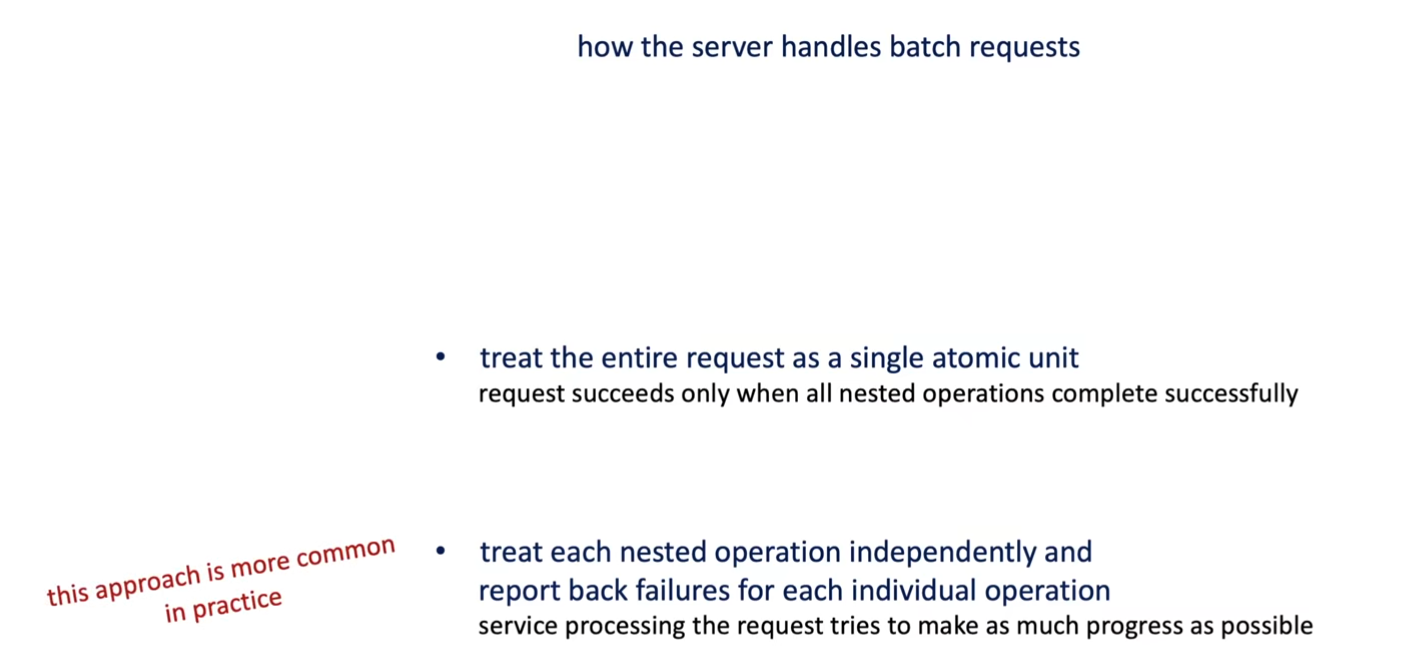 how the server handles batch requests
• treat the entire request as a single atomic unit
request succeeds only when all nested operations complete successfully
this approach is more common
in practice
• treat each nested operation independently and
report back failures for each individual operation
service processing the request tries to make as much progress as possible